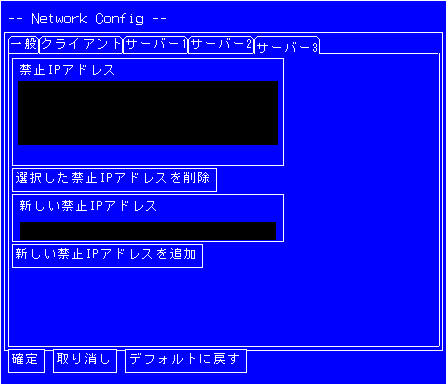 -- Network Config --
一般 クライアント サーバー1 サーバー2 サーバー3
禁止IPアドレス
選択した禁止IPアドレスを削除
新しい禁止IPアドレス
新しい禁止IPアドレスを追加
確定 取り消し デフォルトに戻す